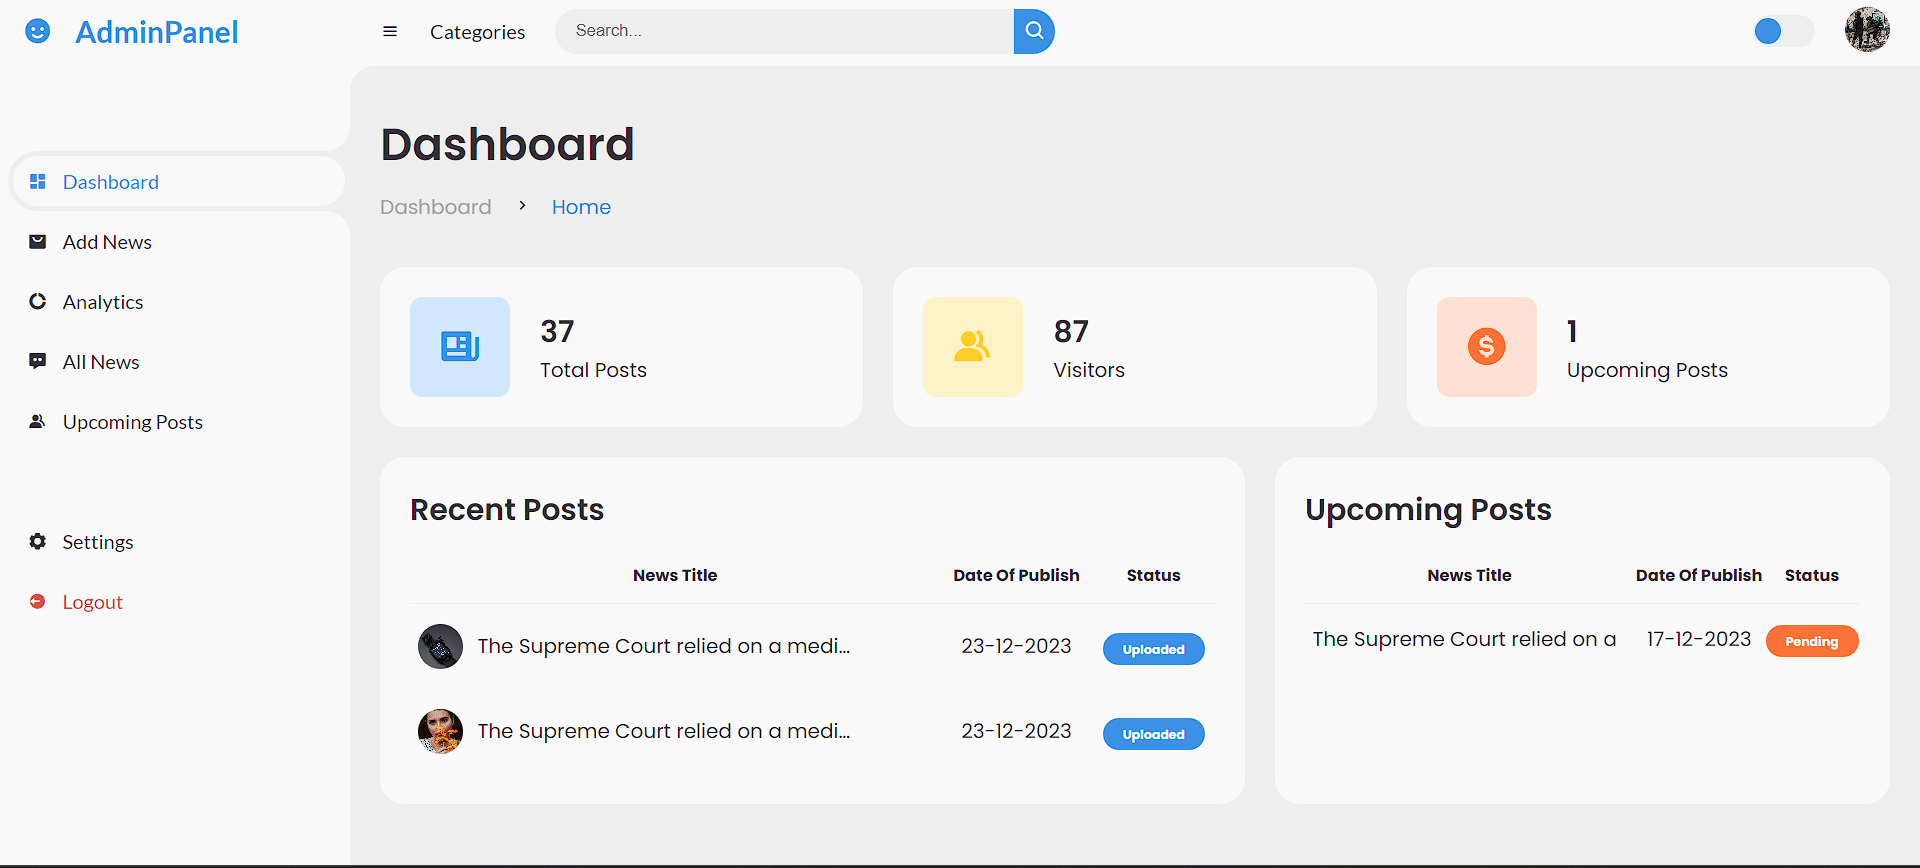 AdminPanel
Categories
Search...
Dashboard
Add News
Analytics
All News
Upcoming Posts
Settings
Logout
Dashboard
Dashboard > Home
37
Total Posts
87
Visitors
1
Upcoming Posts
Recent Posts
News Title Date Of Publish Status
The Supreme Court relied on a medi... 23-12-2023 Uploaded
The Supreme Court relied on a medi... 23-12-2023 Uploaded
Upcoming Posts
News Title Date Of Publish Status
The Supreme Court relied on a 17-12-2023 Pending